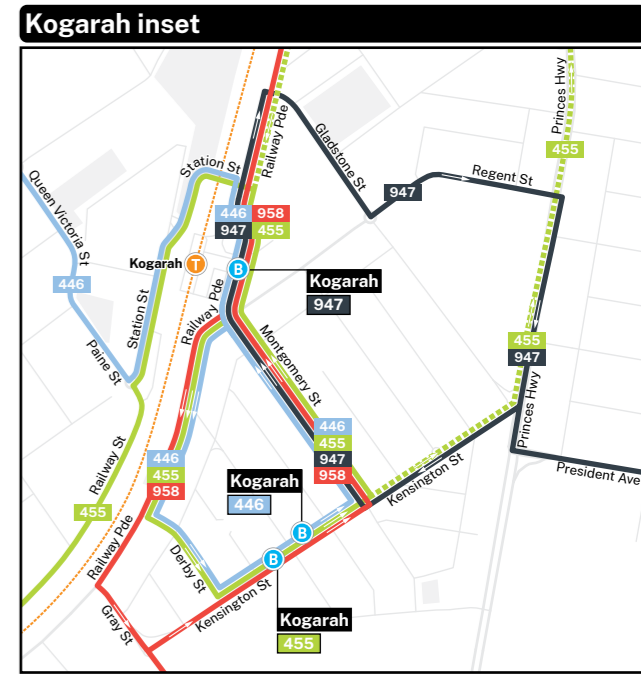 Kogarah inset
Princes Hwy
455
Railway Pde
Gladstone St
Station St
Regent St
947
Queen Victoria St
446 958
947 455
Kogarah T
B
Kogarah
947
446
Station St
Railway Pde
Montgomery St
Paine St
455
947
Princes Hwy
446
455
947
958
Railway St
446
455
958
Kensington St
President Ave
Kogarah
446
B
455
Railway Pde
B
Derby St
Kensington St
Gray St
Kogarah
455